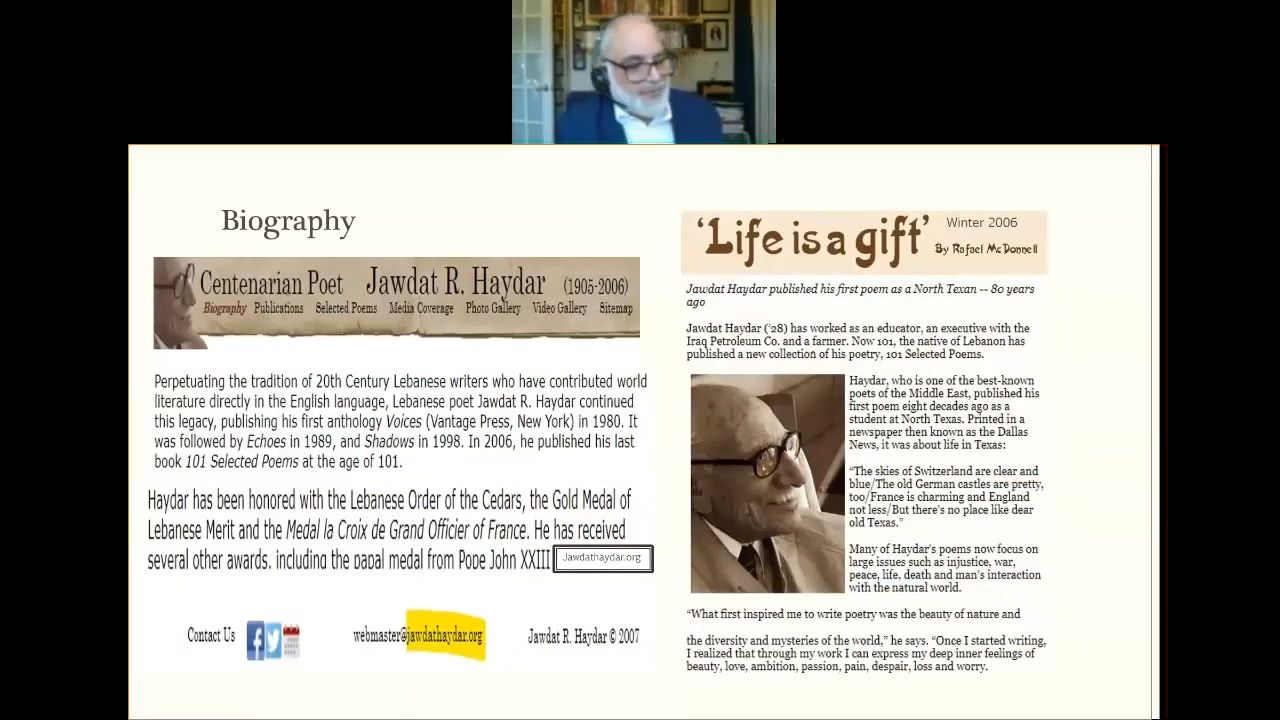 Biography
Centenarian Poet Jawdat R. Haydar (1905-2006)
Biography Publications Selected Poems Media Coverage Photo Gallery Video Gallery Sitemap
Perpetuating the tradition of 20th Century Lebanese writers who have contributed world
literature directly in the English language, Lebanese poet Jawdat R. Haydar continued
this legacy, publishing his first anthology Voices (Vantage Press, New York) in 1980. It
was followed by Echoes in 1989, and Shadows in 1998. In 2006, he published his last
book 101 Selected Poems at the age of 101.
Haydar has been honored with the Lebanese Order of the Cedars, the Gold Medal of
Lebanese Merit and the Medal la Croix de Grand Officier of France. He has received
several other awards, including the papal medal from Pope John XXIII
Jawdathaydar.org
Contact Us
webmaster@jawdathaydar.org
Jawdat R. Haydar © 2007
'Life is a gift'
Winter 2006
By Rafael McDonnell
Jawdat Haydar published his first poem as a North Texan -- 80 years
ago
Jawdat Haydar ('28) has worked as an educator, an executive with the
Iraq Petroleum Co. and a farmer. Now 101, the native of Lebanon has
published a new collection of his poetry, 101 Selected Poems.
Haydar, who is one of the best-known
poets of the Middle East, published his
first poem eight decades ago as a
student at North Texas. Printed in a
newspaper then known as the Dallas
News, it was about life in Texas:
"The skies of Switzerland are clear and
blue/The old German castles are pretty,
too/France is charming and England
not less/But there's no place like dear
old Texas."
Many of Haydar's poems now focus on
large issues such as injustice, war,
peace, life, death and man's interaction
with the natural world.
"What first inspired me to write poetry was the beauty of nature and
the diversity and mysteries of the world," he says. "Once I started writing,
I realized that through my work I can express my deep inner feelings of
beauty, love, ambition, passion, pain, despair, loss and worry.